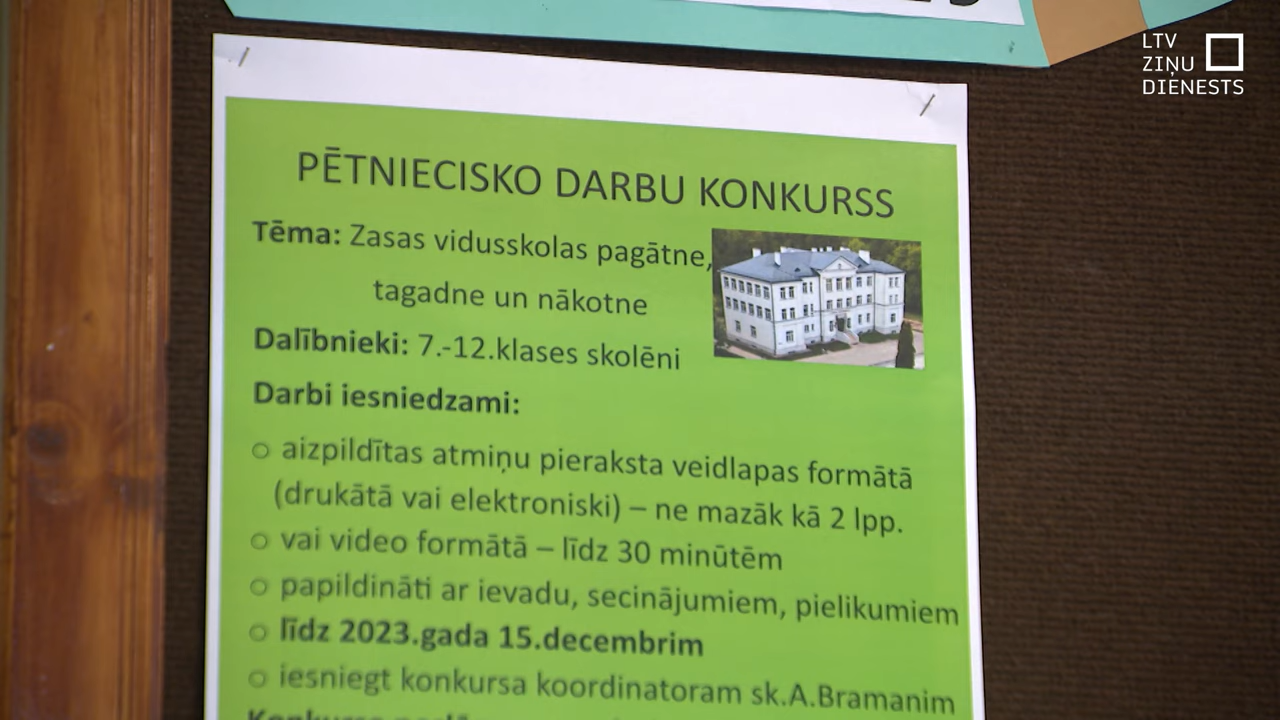 LTV
ZIŅU
DIENESTS
PĒTNIECISKO DARBU KONKURSS
Tēma: Zasas vidusskolas pagātne,
tagadne un nākotne
Dalībnieki: 7.-12.klases skolēni
Darbi iesniedzami:
○ aizpildītas atmiņu pieraksta veidlapas formātā
(drukātā vai elektroniski) – ne mazāk kā 2 lpp.
○ vai video formātā – līdz 30 minūtēm
○ papildināti ar ievadu, secinājumiem, pielikumiem
○ līdz 2023.gada 15.decembrim
○ iesniegt konkursa koordinatoram sk.A.Bramanim